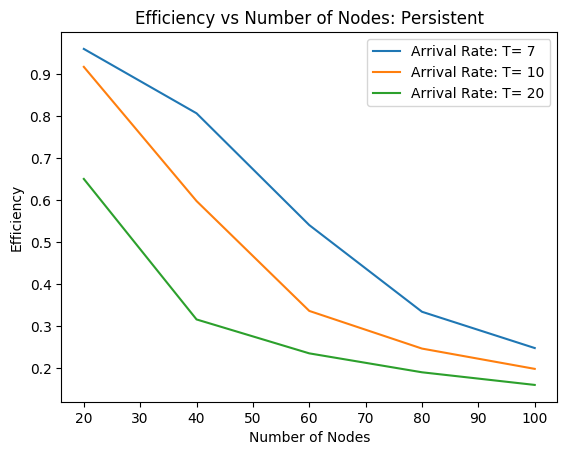 Efficiency vs Number of Nodes: Persistent
Arrival Rate: T= 7
Arrival Rate: T= 10
Arrival Rate: T= 20
Efficiency
0.9
0.8
0.7
0.6
0.5
0.4
0.3
0.2
20 30 40 50 60 70 80 90 100
Number of Nodes